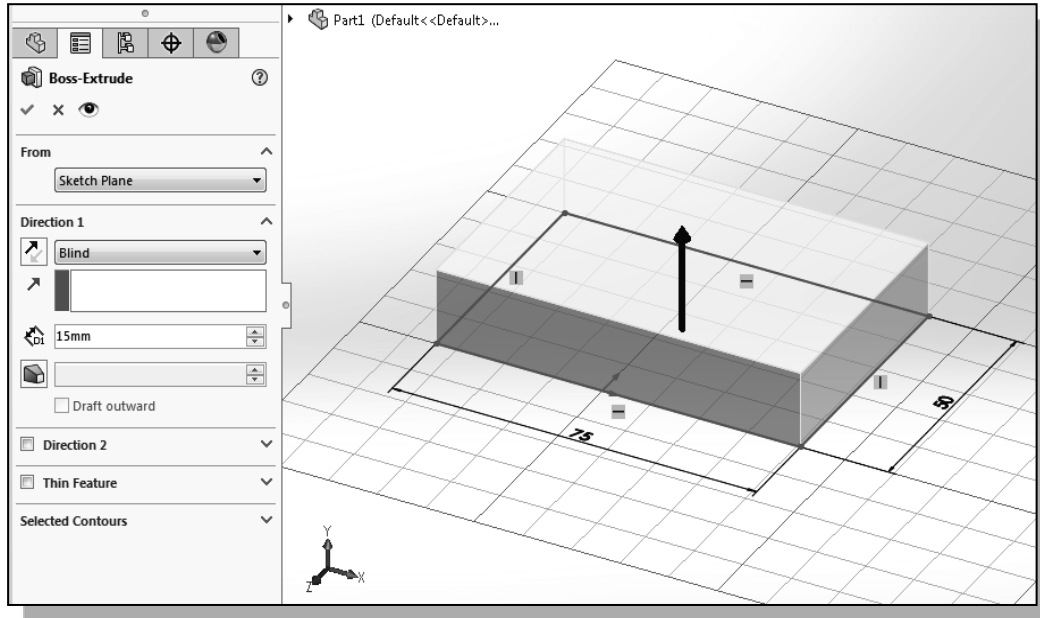 Part1 (Default<<Default>...
Boss-Extrude
?
From
Sketch Plane
Direction 1
Blind
D1
15mm
Draft outward
Direction 2
Thin Feature
Selected Contours
75
50
Y
X
Z